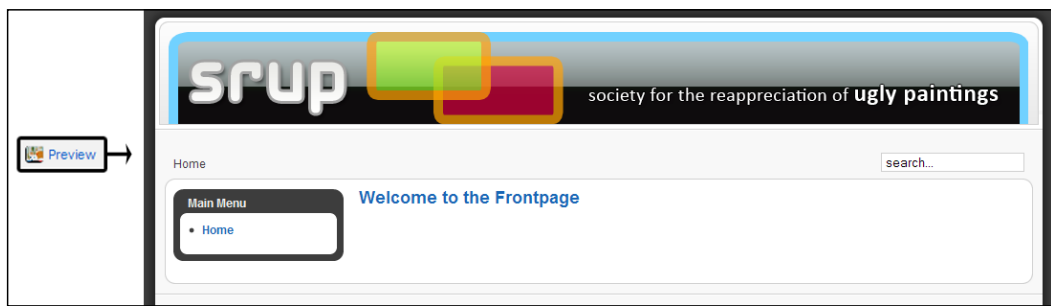 srup
society for the reappreciation of ugly paintings
Preview
Home
search...
Main Menu
Welcome to the Frontpage
Home